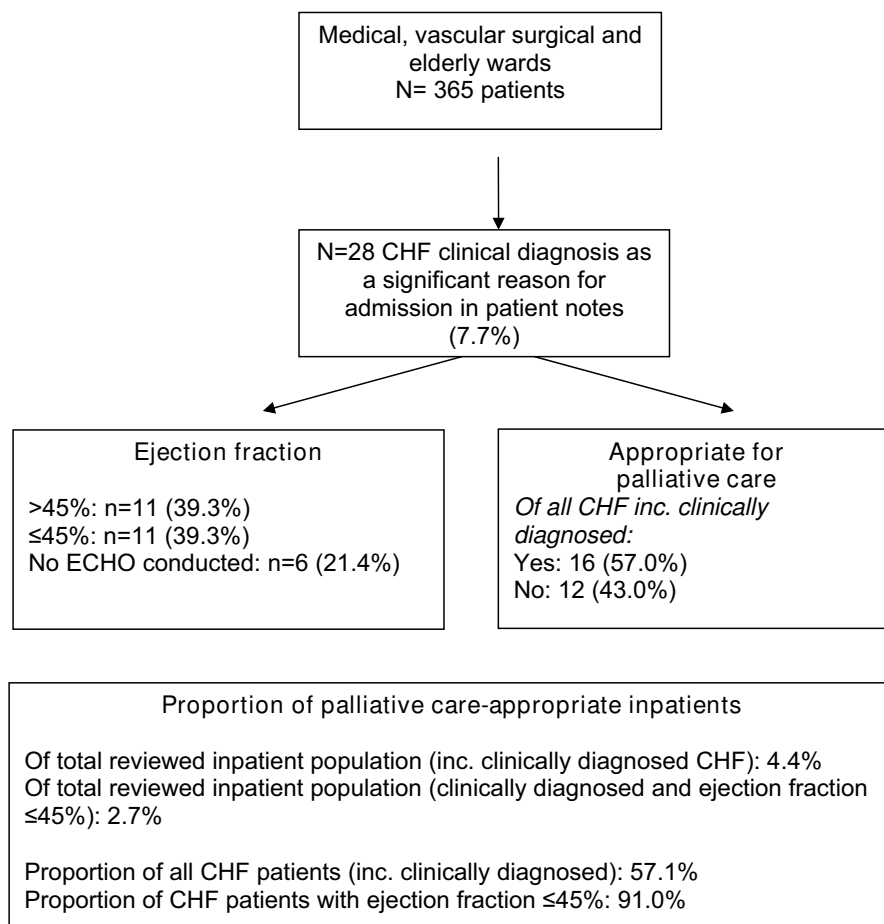 Medical, vascular surgical and
elderly wards
N= 365 patients
N=28 CHF clinical diagnosis as
a significant reason for
admission in patient notes
(7.7%)
Ejection fraction
>45%: n=11 (39.3%)
≤45%: n=11 (39.3%)
No ECHO conducted: n=6 (21.4%)
Appropriate for
palliative care
Of all CHF inc. clinically
diagnosed:
Yes: 16 (57.0%)
No: 12 (43.0%)
Proportion of palliative care-appropriate inpatients
Of total reviewed inpatient population (inc. clinically diagnosed CHF): 4.4%
Of total reviewed inpatient population (clinically diagnosed and ejection fraction
≤45%): 2.7%
Proportion of all CHF patients (inc. clinically diagnosed): 57.1%
Proportion of CHF patients with ejection fraction ≤45%: 91.0%